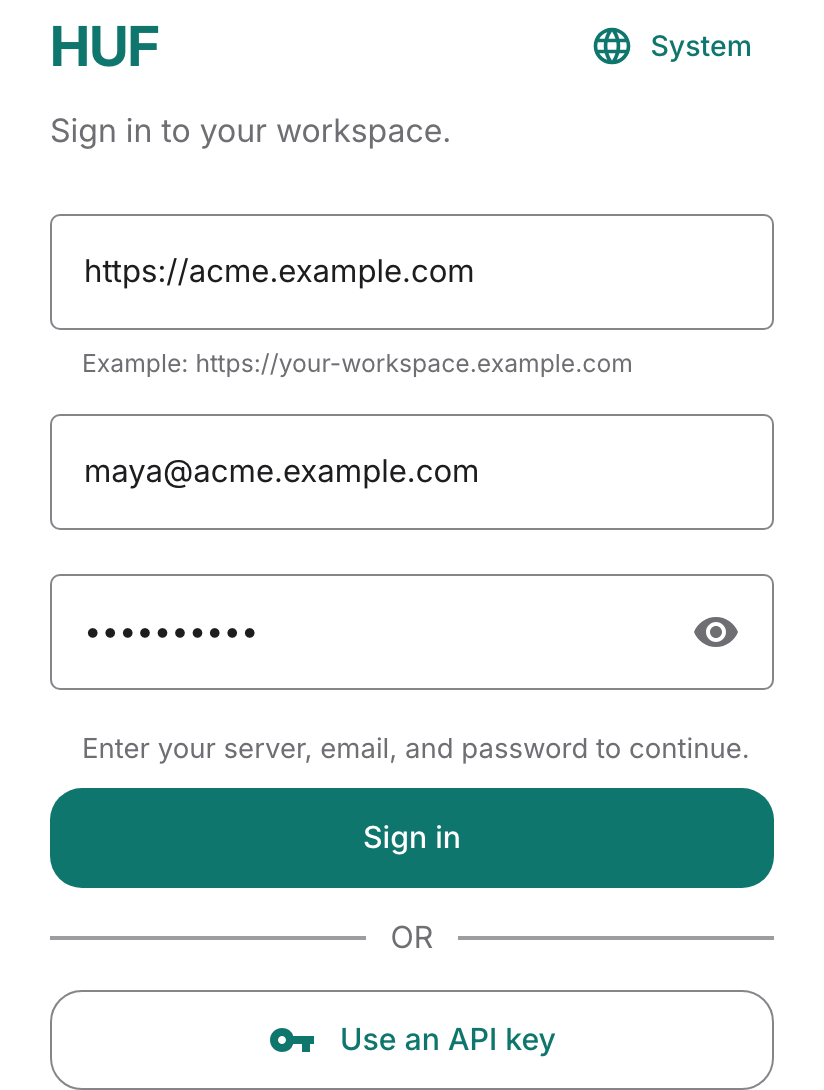 HUF
System
Sign in to your workspace.
https://acme.example.com
Example: https://your-workspace.example.com
maya@acme.example.com
••••••••••
Enter your server, email, and password to continue.
Sign in
OR
Use an API key